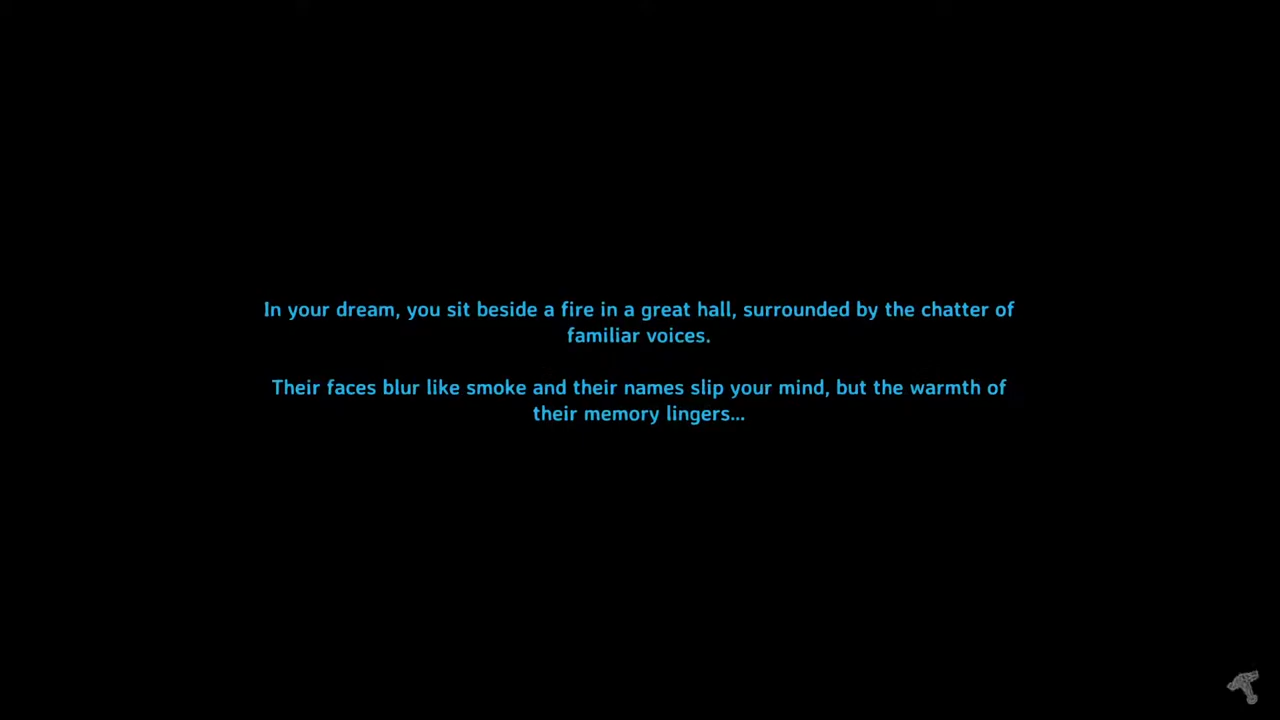 In your dream, you sit beside a fire in a great hall, surrounded by the chatter of
familiar voices.
Their faces blur like smoke and their names slip your mind, but the warmth of
their memory lingers...